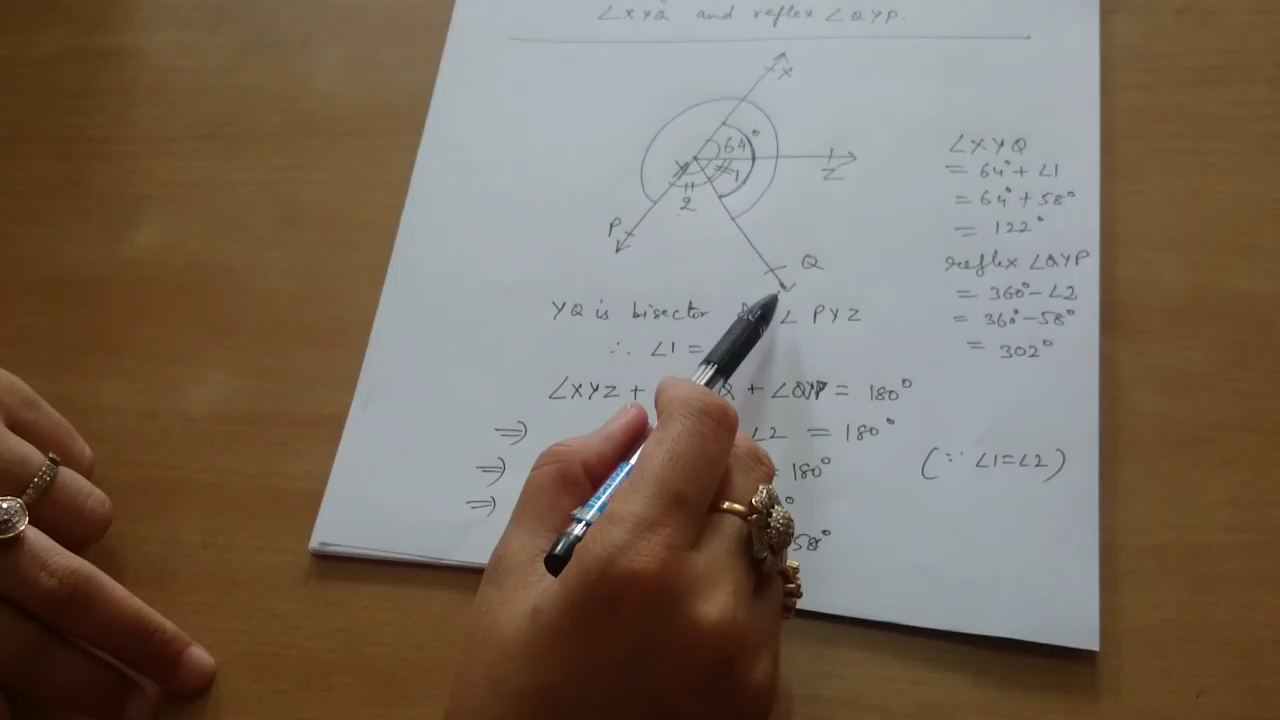 ∠XYQ and reflex ∠QYP.
X
64°
Y
1
Z
2
P
Q
∠XYQ
= 64° + ∠1
= 64° + 58°
= 122°
reflex ∠QYP
= 360° - ∠2
= 360° - 58°
= 302°
YQ is bisector ∠ PYZ
∴ ∠1 =
∠XYZ + Q + ∠QYP = 180°
⇒ ∠2 = 180°
⇒ = 180° (∵ ∠1=∠2)
⇒ °
58°